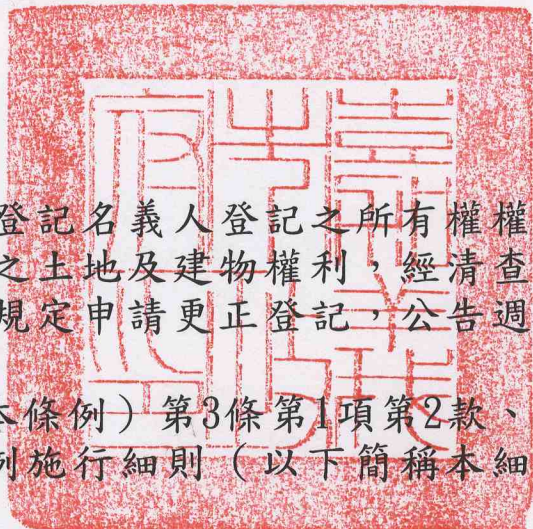 登記名義人登記之所有權權
之土地及建物權利,經清查
規定申請更正登記,公告週
本條例)第3條第1項第2款、
例施行細則(以下簡稱本細